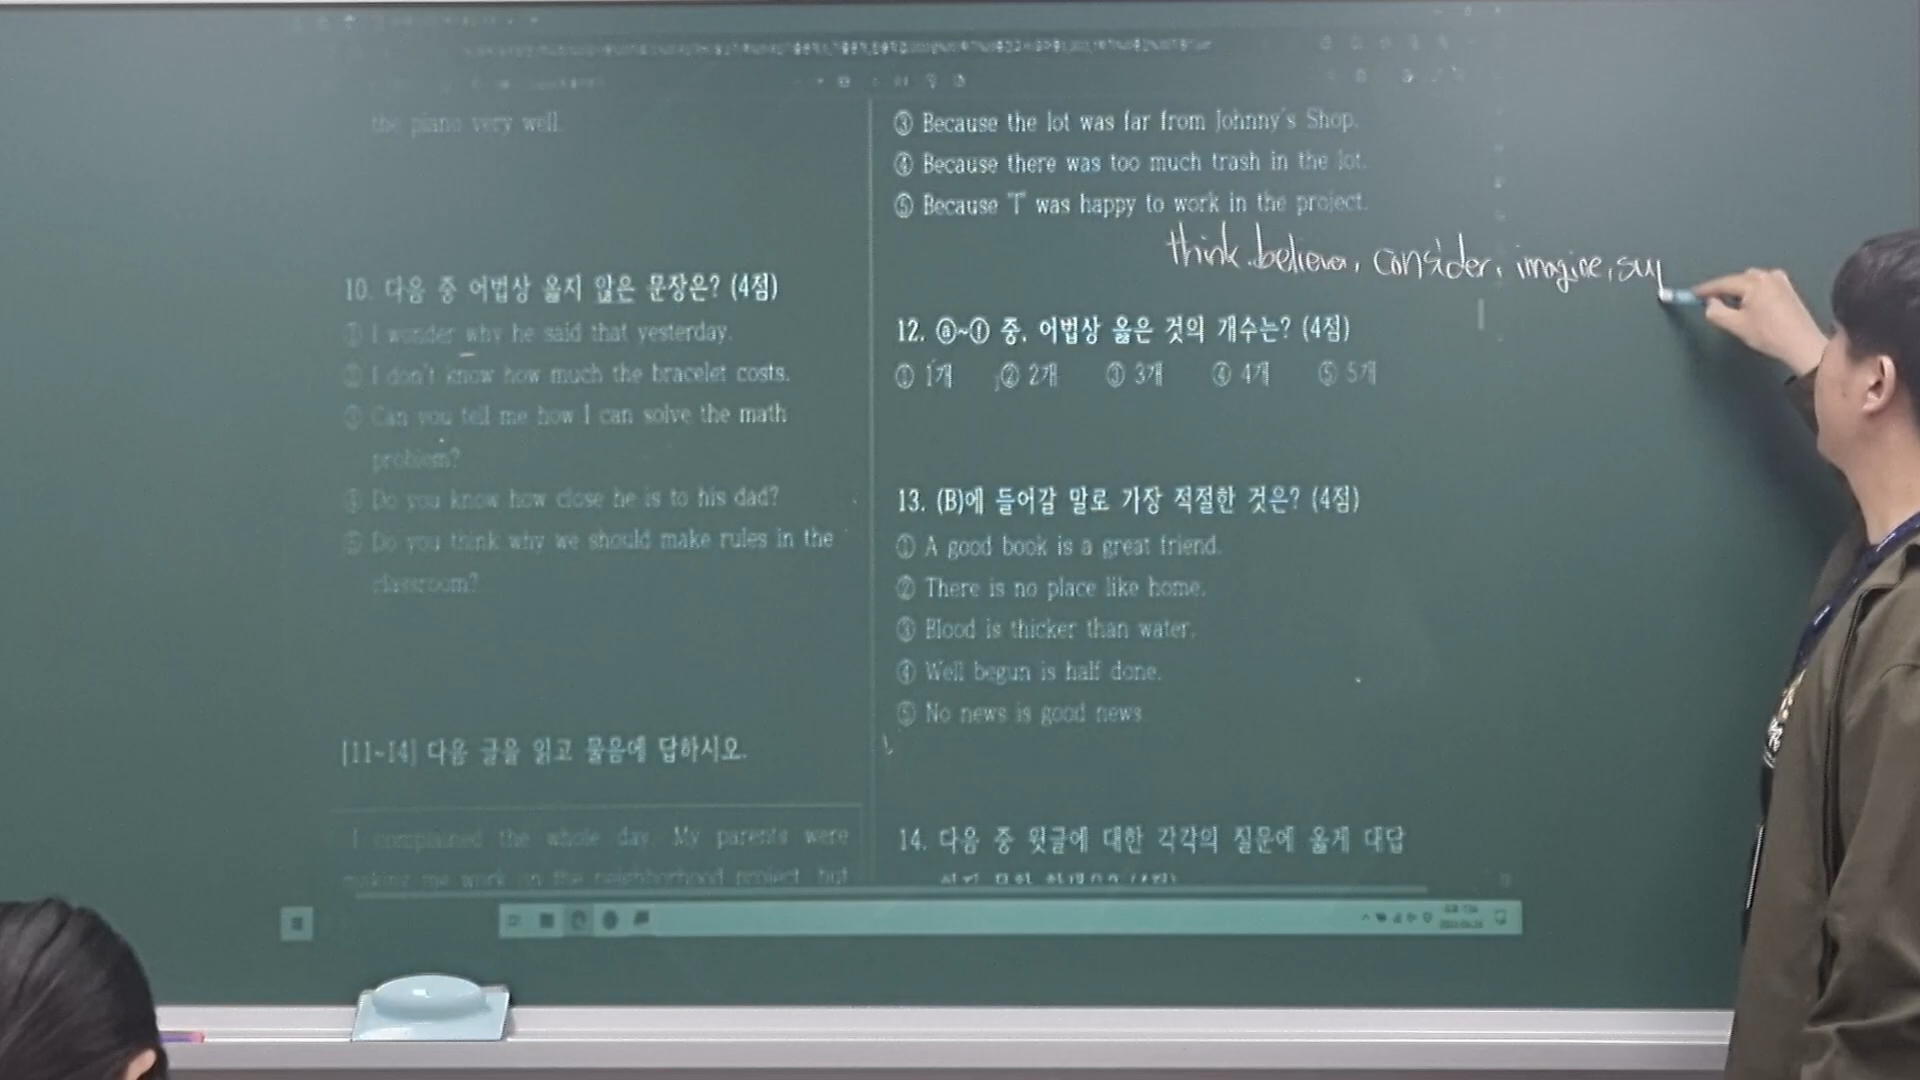 the piano very well.
10. 다음 중 어법상 옳지 않은 문장은? (4점)
① I wonder why he said that yesterday.
② I don't know how much the bracelet costs.
③ Can you tell me how I can solve the math
problem?
④ Do you know how close he is to his dad?
⑤ Do you think why we should make rules in the
classroom?
[11~14] 다음 글을 읽고 물음에 답하시오.
I complained the whole day. My parents were
making me work on the neighborhood project, but
③ Because the lot was far from Johnny's Shop.
④ Because there was too much trash in the lot.
⑤ Because "I" was happy to work in the project.
think. believe, consider, imagine, sup
12. ⓐ~ⓕ 중, 어법상 옳은 것의 개수는? (4점)
① 1개 ② 2개 ③ 3개 ④ 4개 ⑤ 5개
13. (B)에 들어갈 말로 가장 적절한 것은? (4점)
① A good book is a great friend.
② There is no place like home.
③ Blood is thicker than water.
④ Well begun is half done.
⑤ No news is good news.
14. 다음 중 윗글에 대한 각각의 질문에 옳게 대답